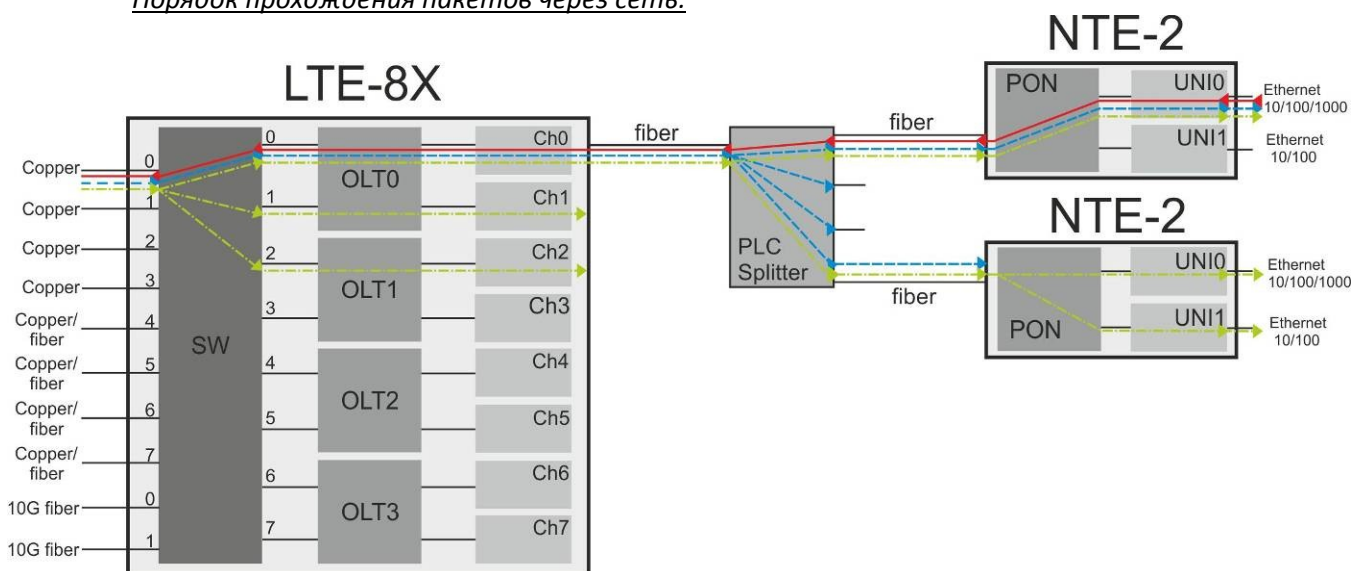 Порядок прохождения пакетов через сеть:
LTE-8X
Copper
Copper
Copper
Copper
Copper/
fiber
Copper/
fiber
Copper/
fiber
Copper/
fiber
10G fiber
10G fiber
0
1
2
3
4
5
6
7
0
1
SW
0
1
2
3
4
5
6
7
OLT0
OLT1
OLT2
OLT3
Ch0
Ch1
Ch2
Ch3
Ch4
Ch5
Ch6
Ch7
fiber
PLC
Splitter
fiber
fiber
NTE-2
PON
UNI0
UNI1
Ethernet
10/100/1000
Ethernet
10/100
NTE-2
PON
UNI0
UNI1
Ethernet
10/100/1000
Ethernet
10/100